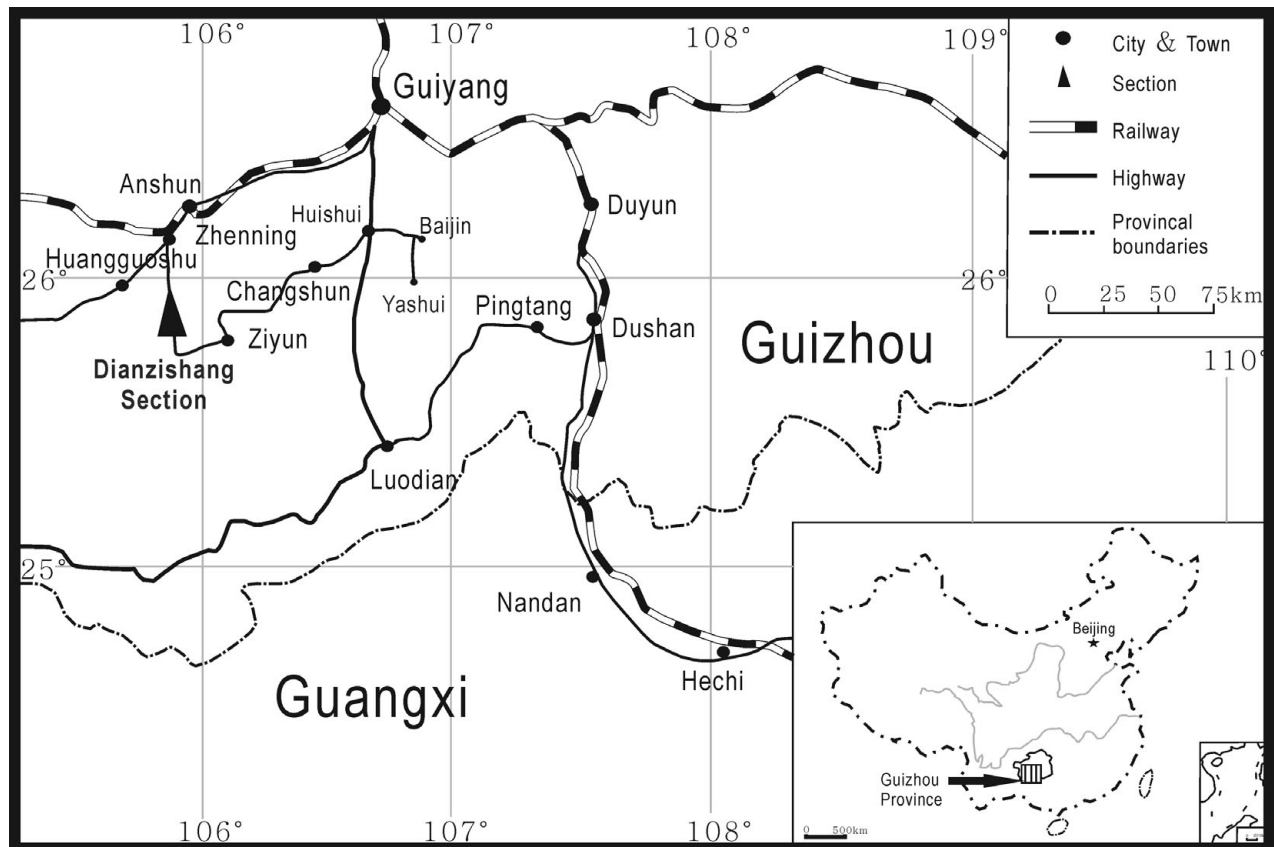 106°
107°
108°
109°
City & Town
Section
Railway
Highway
Provincal
boundaries
0 25 50 75km
Guiyang
Anshun
Zhenning
Huangguoshu
Huishui
Baijin
Duyun
26°
26°
Changshun
Yashui
Pingtang
Ziyun
Dushan
Guizhou
Dianzishang
Section
110°
Luodian
25°
Nandan
Guangxi
Hechi
Beijing
Guizhou
Province
0 500km
106°
107°
108°